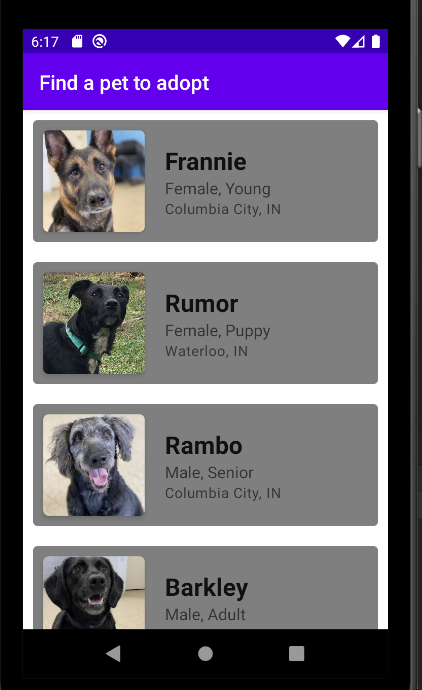 6:17
Find a pet to adopt
Frannie
Female, Young
Columbia City, IN
Rumor
Female, Puppy
Waterloo, IN
Rambo
Male, Senior
Columbia City, IN
Barkley
Male, Adult